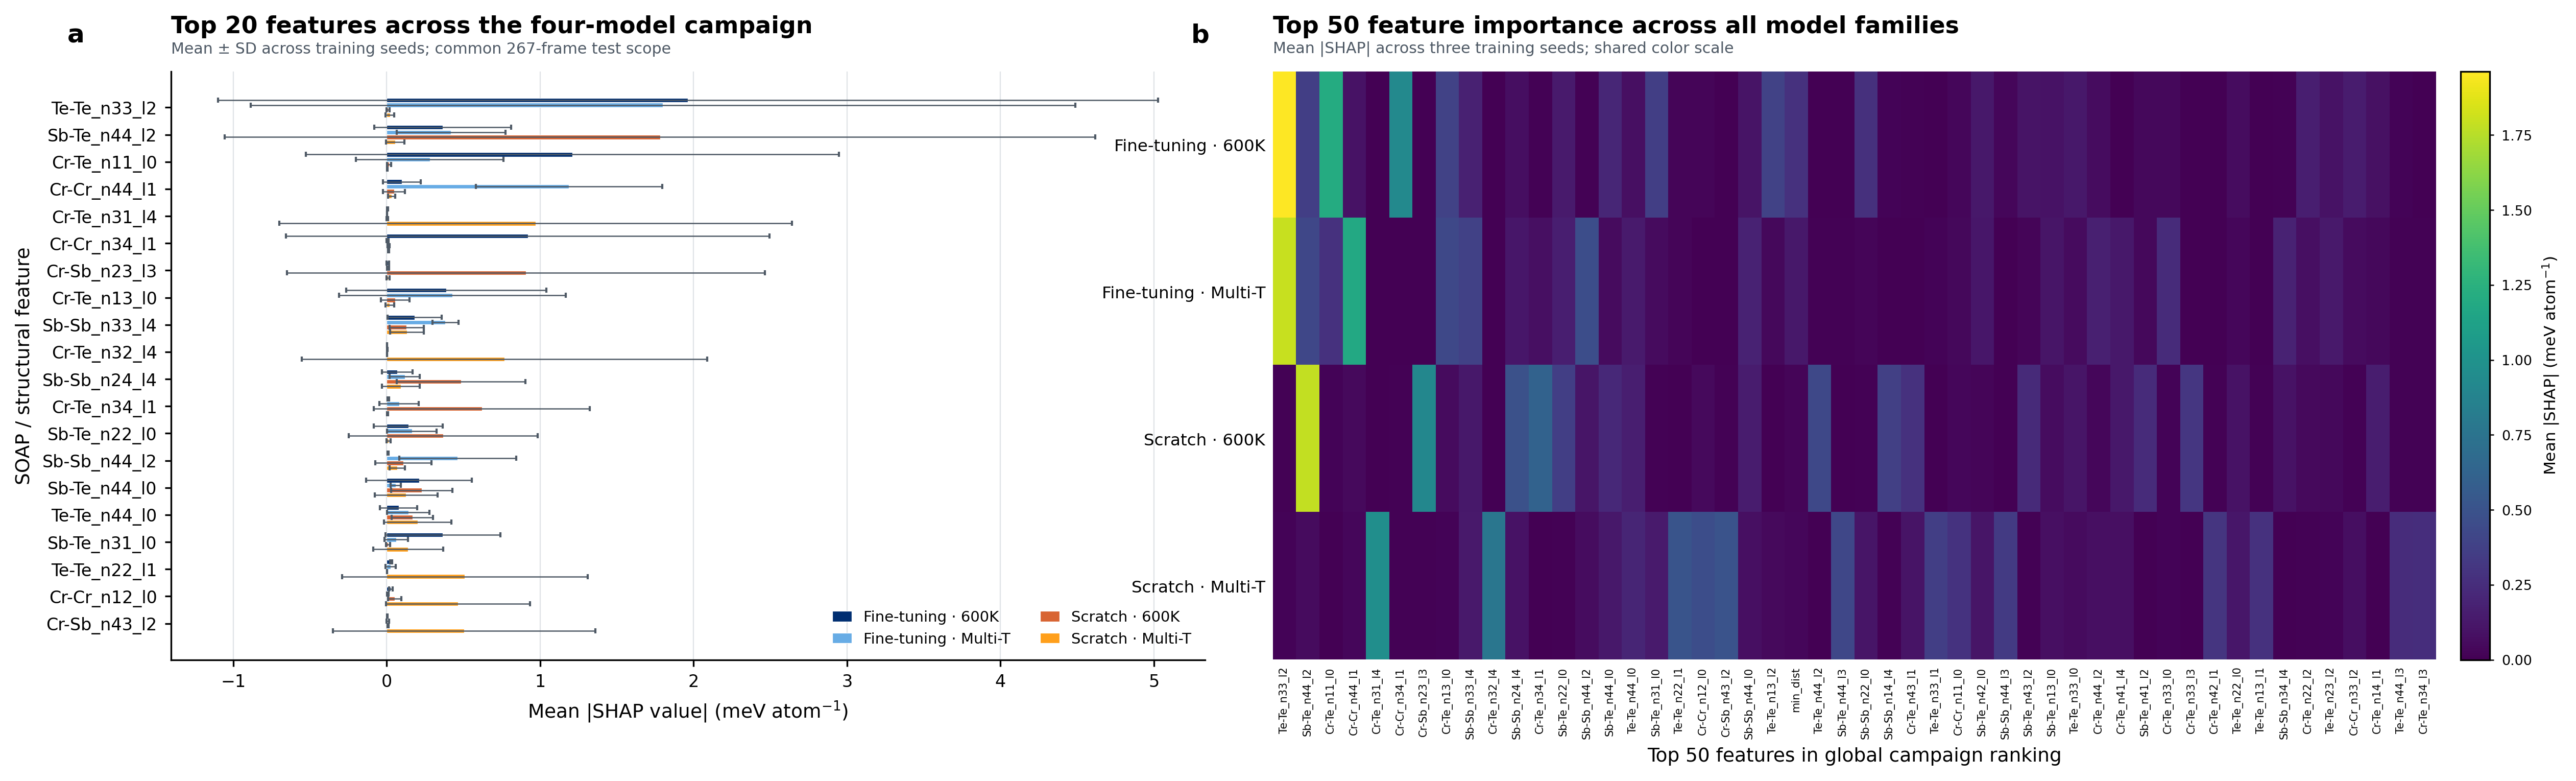 a
Top 20 features across the four-model campaign
Mean ± SD across training seeds; common 267-frame test scope
SOAP / structural feature
Te-Te_n33_l2
Sb-Te_n44_l2
Cr-Te_n11_l0
Cr-Cr_n44_l1
Cr-Te_n31_l4
Cr-Cr_n34_l1
Cr-Sb_n23_l3
Cr-Te_n13_l0
Sb-Sb_n33_l4
Cr-Te_n32_l4
Sb-Sb_n24_l4
Cr-Te_n34_l1
Sb-Te_n22_l0
Sb-Sb_n44_l2
Sb-Te_n44_l0
Te-Te_n44_l0
Sb-Te_n31_l0
Te-Te_n22_l1
Cr-Cr_n12_l0
Cr-Sb_n43_l2
Fine-tuning · 600K
Fine-tuning · Multi-T
Scratch · 600K
Scratch · Multi-T
−1 0 1 2 3 4 5
Mean |SHAP value| (meV atom⁻¹)
b
Top 50 feature importance across all model families
Mean |SHAP| across three training seeds; shared color scale
Fine-tuning · 600K
Fine-tuning · Multi-T
Scratch · 600K
Scratch · Multi-T
Te-Te_n33_l2
Sb-Te_n44_l2
Cr-Te_n11_l0
Cr-Cr_n44_l1
Cr-Te_n31_l4
Cr-Cr_n34_l1
Cr-Sb_n23_l3
Cr-Te_n13_l0
Sb-Sb_n33_l4
Cr-Te_n32_l4
Sb-Sb_n24_l4
Cr-Te_n34_l1
Sb-Te_n22_l0
Sb-Sb_n44_l2
Sb-Te_n44_l0
Te-Te_n44_l0
Sb-Te_n31_l0
Te-Te_n22_l1
Cr-Cr_n12_l0
Cr-Sb_n43_l2
Sb-Sb_n44_l0
Te-Te_n13_l2
min_dist
Te-Te_n44_l2
Sb-Te_n44_l3
Sb-Sb_n22_l0
Sb-Sb_n14_l4
Cr-Te_n43_l1
Te-Te_n33_l1
Cr-Cr_n11_l0
Sb-Te_n42_l0
Sb-Sb_n44_l3
Sb-Te_n43_l2
Sb-Te_n13_l0
Te-Te_n33_l0
Cr-Te_n44_l2
Cr-Te_n41_l4
Sb-Te_n41_l2
Cr-Te_n33_l0
Cr-Te_n33_l3
Cr-Te_n42_l1
Te-Te_n22_l0
Te-Te_n13_l1
Sb-Sb_n34_l4
Cr-Te_n22_l2
Te-Te_n23_l2
Cr-Cr_n33_l2
Cr-Te_n14_l1
Te-Te_n44_l3
Cr-Te_n34_l3
Top 50 features in global campaign ranking
1.75
1.50
1.25
1.00
0.75
0.50
0.25
0.00
Mean |SHAP| (meV atom⁻¹)